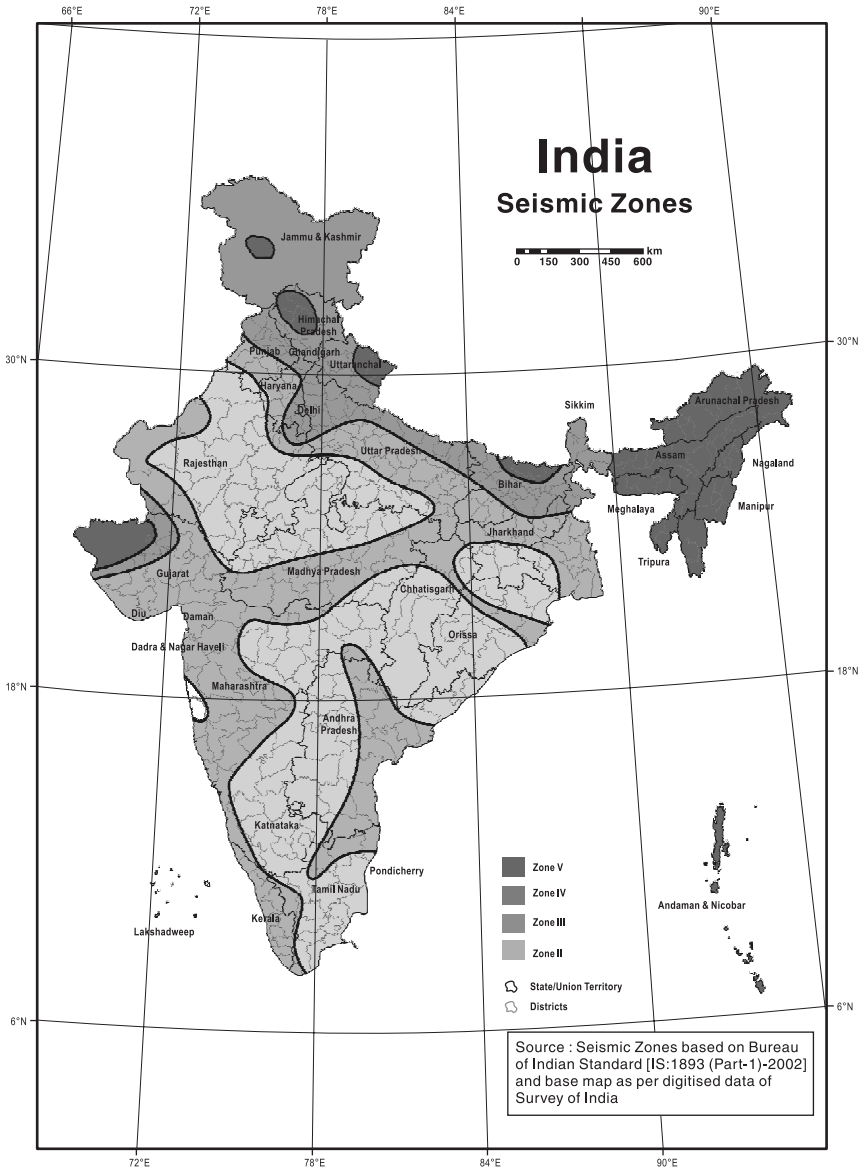 66°E 72°E 78°E 84°E 90°E
India
Seismic Zones
km
0 150 300 450 600
Jammu & Kashmir
Himachal
Pradesh
30°N
30°N
Punjab Chandigarh
Uttaranchal
Haryana
Delhi
Sikkim
Arunachal Pradesh
Rajesthan
Uttar Pradesh
Assam
Nagaland
Bihar
Meghalaya
Manipur
Jharkhand
Tripura
Gujarat
Madhya Pradesh
Chhatisgarh
Diu
Daman
Orissa
Dadra & Nagar Haveli
18°N
18°N
Maharashtra
Andhra
Pradesh
Katnataka
Pondicherry
Tamil Nadu
Kerala
Lakshadweep
Andaman & Nicobar
Zone V
Zone IV
Zone III
Zone II
State/Union Territory
Districts
6°N
6°N
Source : Seismic Zones based on Bureau
of Indian Standard [IS:1893 (Part-1)-2002]
and base map as per digitised data of
Survey of India
72°E 78°E 84°E 90°E